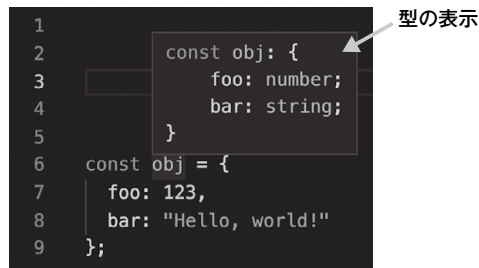 型の表示
1
2
3
4
5
6
7
8
9
const obj: {
    foo: number;
    bar: string;
}
const obj = {
  foo: 123,
  bar: "Hello, world!"
};